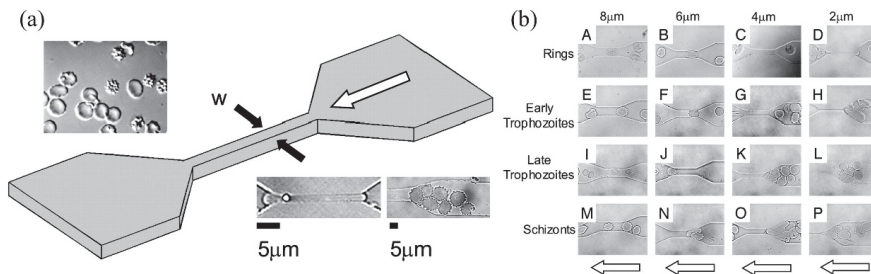 (a)
w
5μm
5μm
(b)
8μm 6μm 4μm 2μm
Rings
A B C D
Early
Trophozoites
E F G H
Late
Trophozoites
I J K L
Schizonts
M N O P